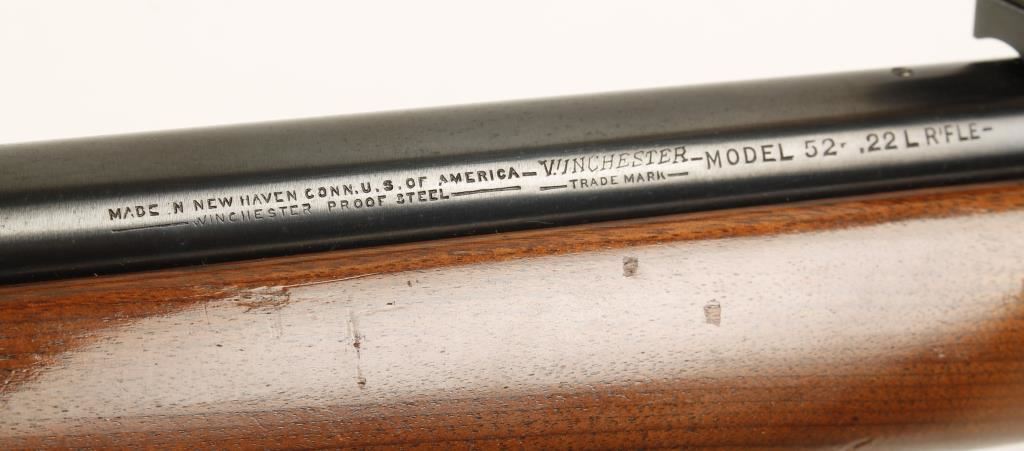 MADE IN NEW HAVEN CONN. U.S. OF AMERICA – WINCHESTER – MODEL 52 – .22 L RIFLE –
WINCHESTER PROOF STEEL – TRADE MARK –